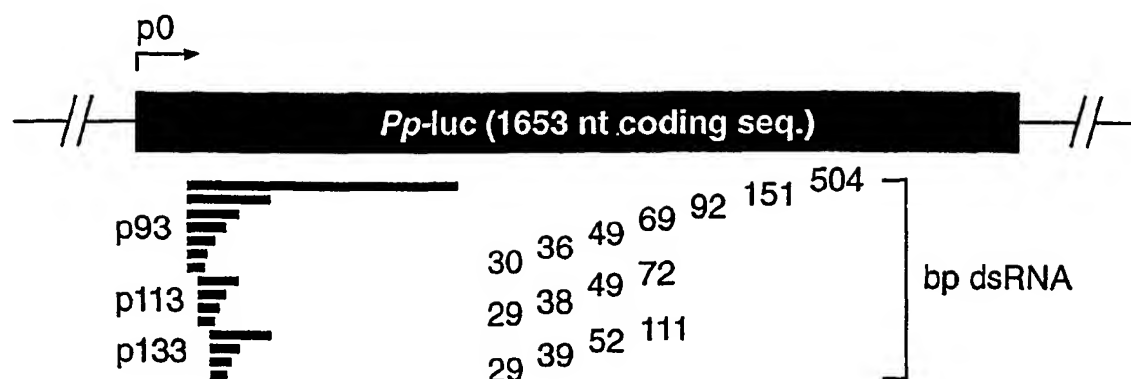 p0
Pp-luc (1653 nt coding seq.)
p93
30 36 49 69 92 151 504
p113
29 38 49 72
p133
29 39 52 111
bp dsRNA